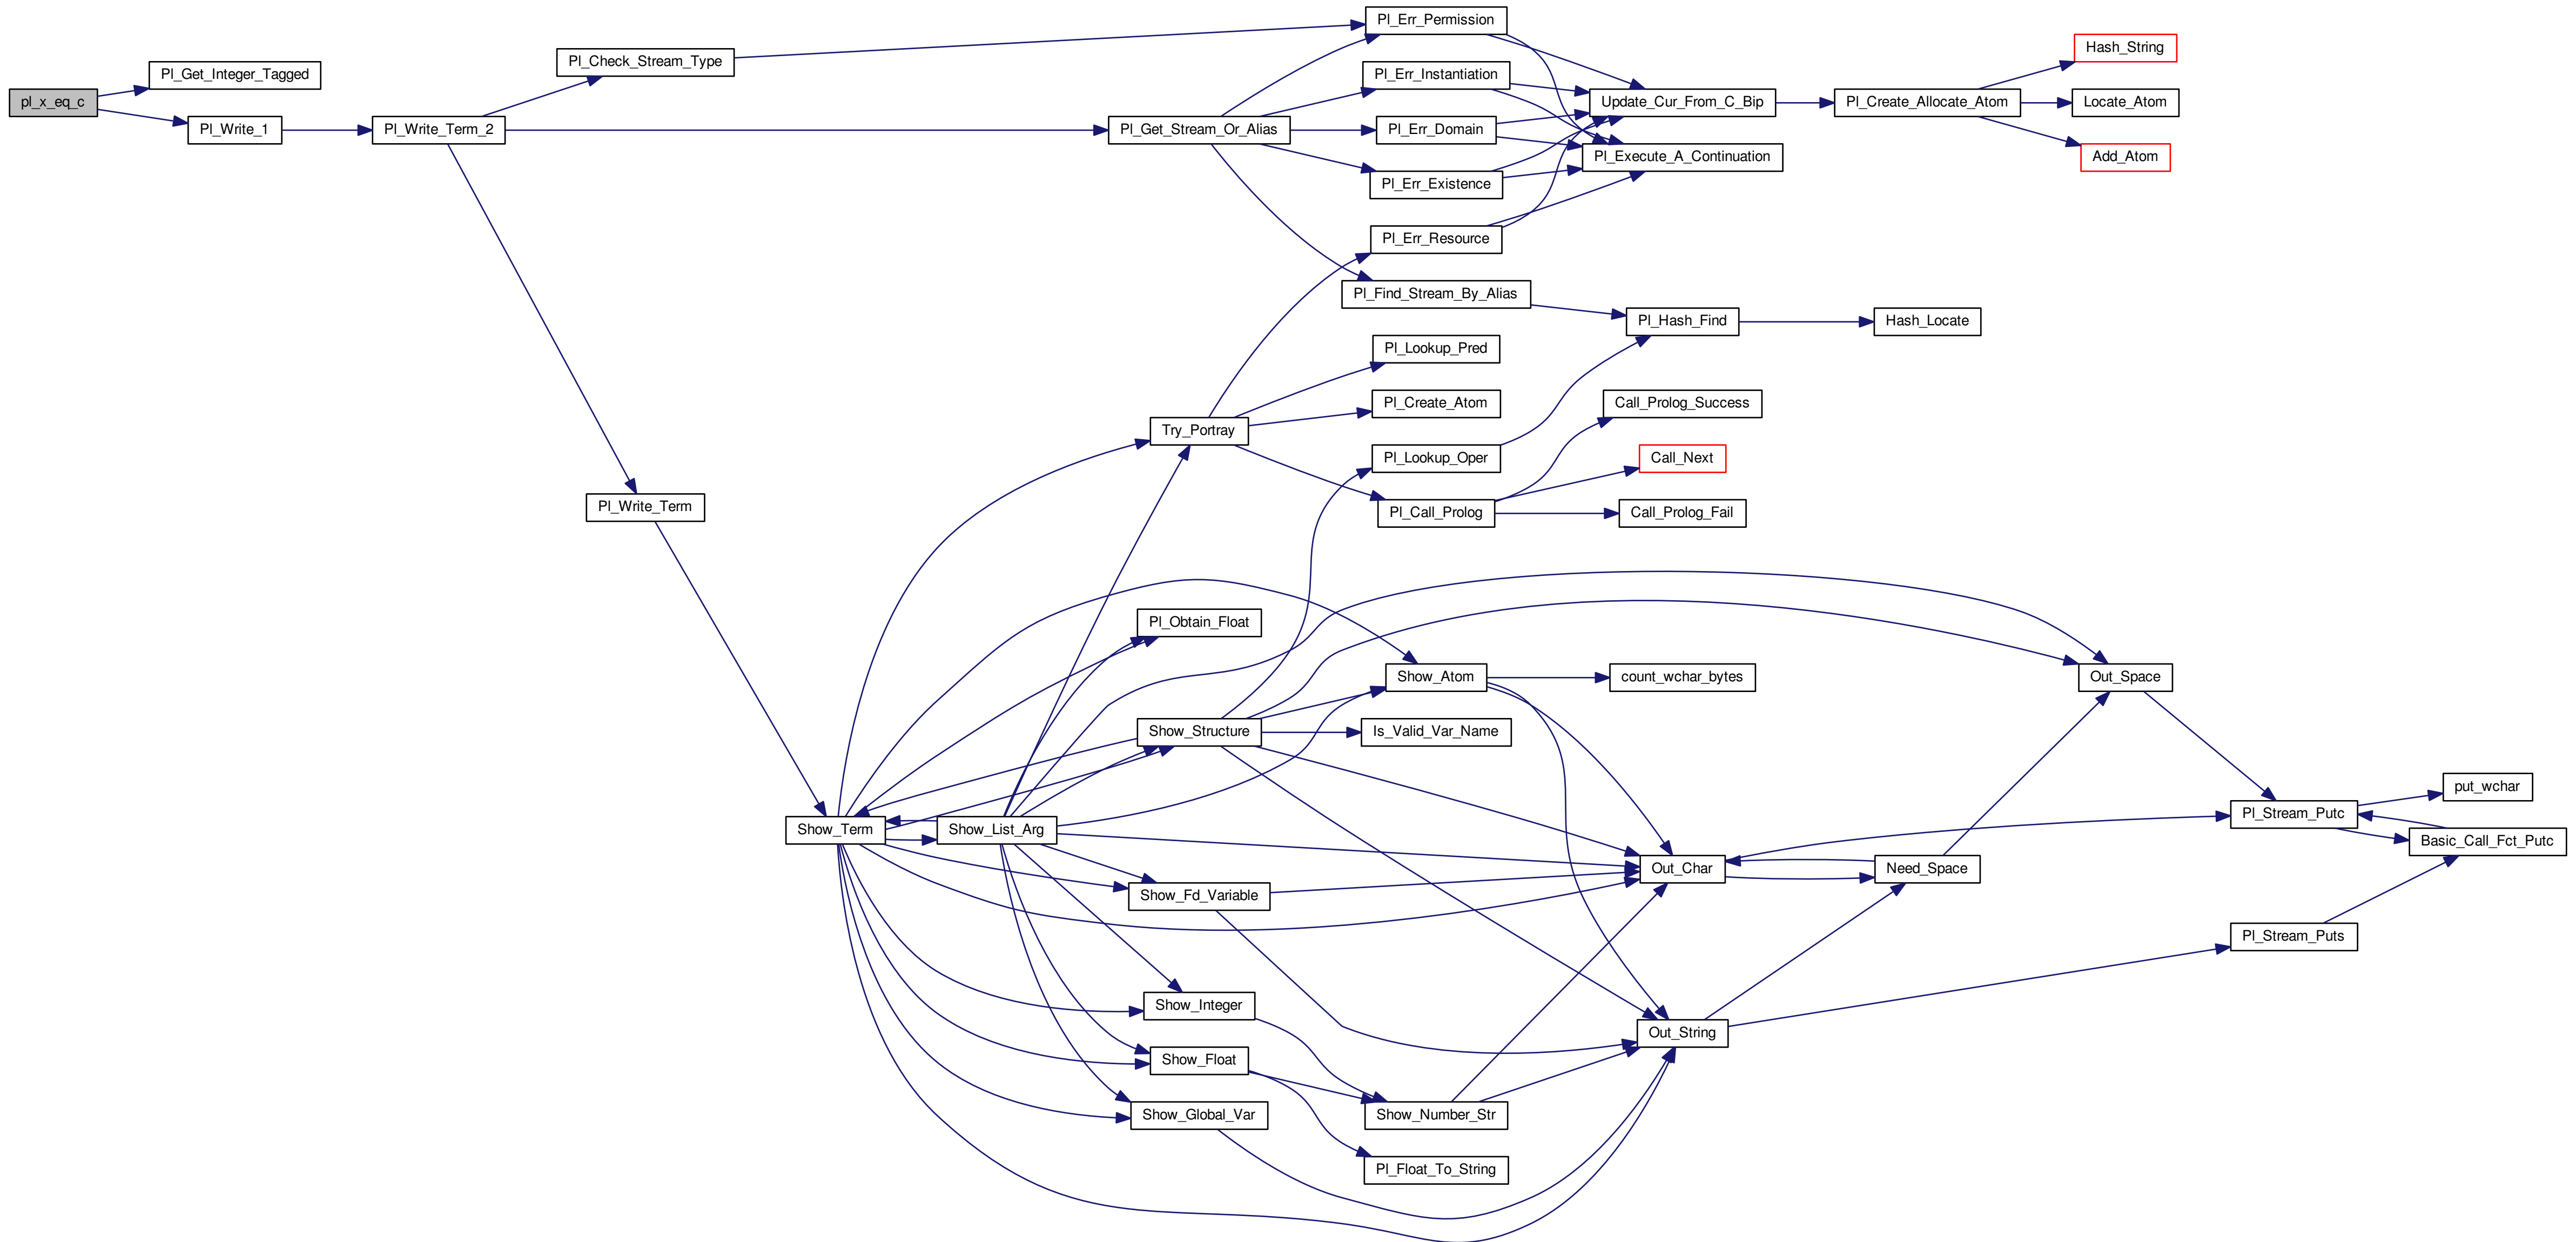 pl_x_eq_c
Pl_Get_Integer_Tagged
Pl_Write_1
Pl_Write_Term_2
Pl_Check_Stream_Type
Pl_Write_Term
Show_Term
Show_List_Arg
Pl_Get_Stream_Or_Alias
Try_Portray
Pl_Obtain_Float
Show_Structure
Show_Fd_Variable
Show_Integer
Show_Float
Show_Global_Var
Pl_Err_Permission
Pl_Err_Instantiation
Pl_Err_Domain
Pl_Err_Existence
Pl_Err_Resource
Pl_Find_Stream_By_Alias
Pl_Lookup_Pred
Pl_Create_Atom
Pl_Lookup_Oper
Pl_Call_Prolog
Show_Atom
Is_Valid_Var_Name
Show_Number_Str
Pl_Float_To_String
Update_Cur_From_C_Bip
Pl_Execute_A_Continuation
Pl_Hash_Find
Call_Prolog_Success
Call_Next
Call_Prolog_Fail
count_wchar_bytes
Out_Char
Out_String
Pl_Create_Allocate_Atom
Hash_Locate
Need_Space
Hash_String
Locate_Atom
Add_Atom
Out_Space
Pl_Stream_Putc
Pl_Stream_Puts
put_wchar
Basic_Call_Fct_Putc